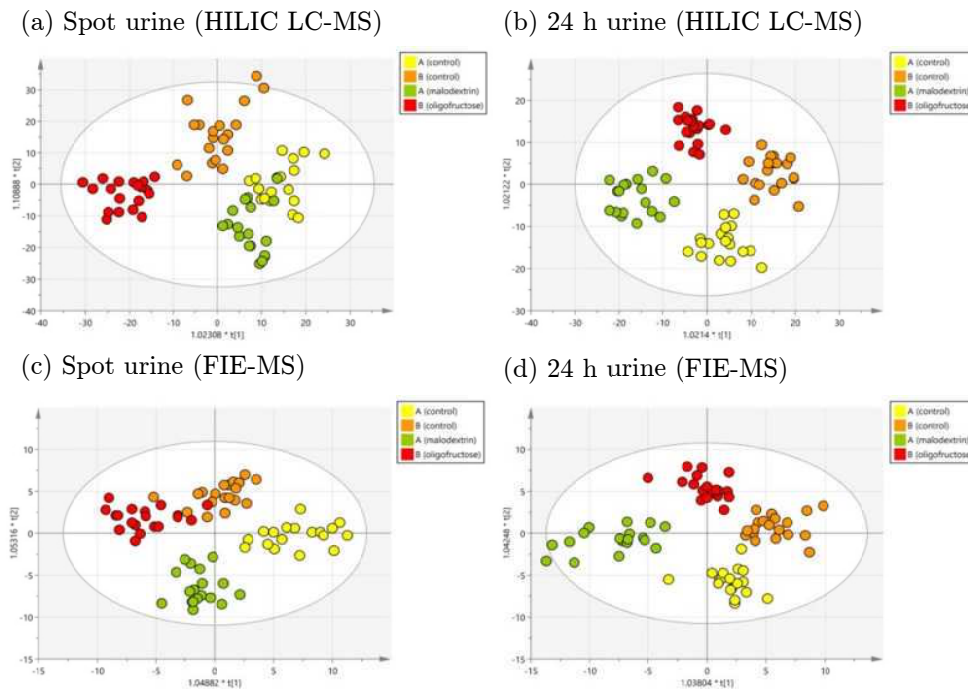 (a) Spot urine (HILIC LC-MS)
A (control)
B (control)
A (malodextrin)
B (oligofructose)
30
20
10
0
-10
-20
-30
-40
1.10888 * t[2]
-40 -30 -20 -10 0 10 20 30
1.02308 * t[1]
(b) 24 h urine (HILIC LC-MS)
A (control)
B (control)
A (malodextrin)
B (oligofructose)
20
10
0
-10
-20
-30
1.02122 * t[2]
-40 -30 -20 -10 0 10 20 30
1.0214 * t[1]
(c) Spot urine (FIE-MS)
A (control)
B (control)
A (malodextrin)
B (oligofructose)
10
5
0
-5
-10
-15
1.05316 * t[2]
-15 -10 -5 0 5 10
1.04882 * t[1]
(d) 24 h urine (FIE-MS)
A (control)
B (control)
A (malodextrin)
B (oligofructose)
10
5
0
-5
-10
-15
1.04248 * t[2]
-15 -10 -5 0 5 10
1.03804 * t[1]